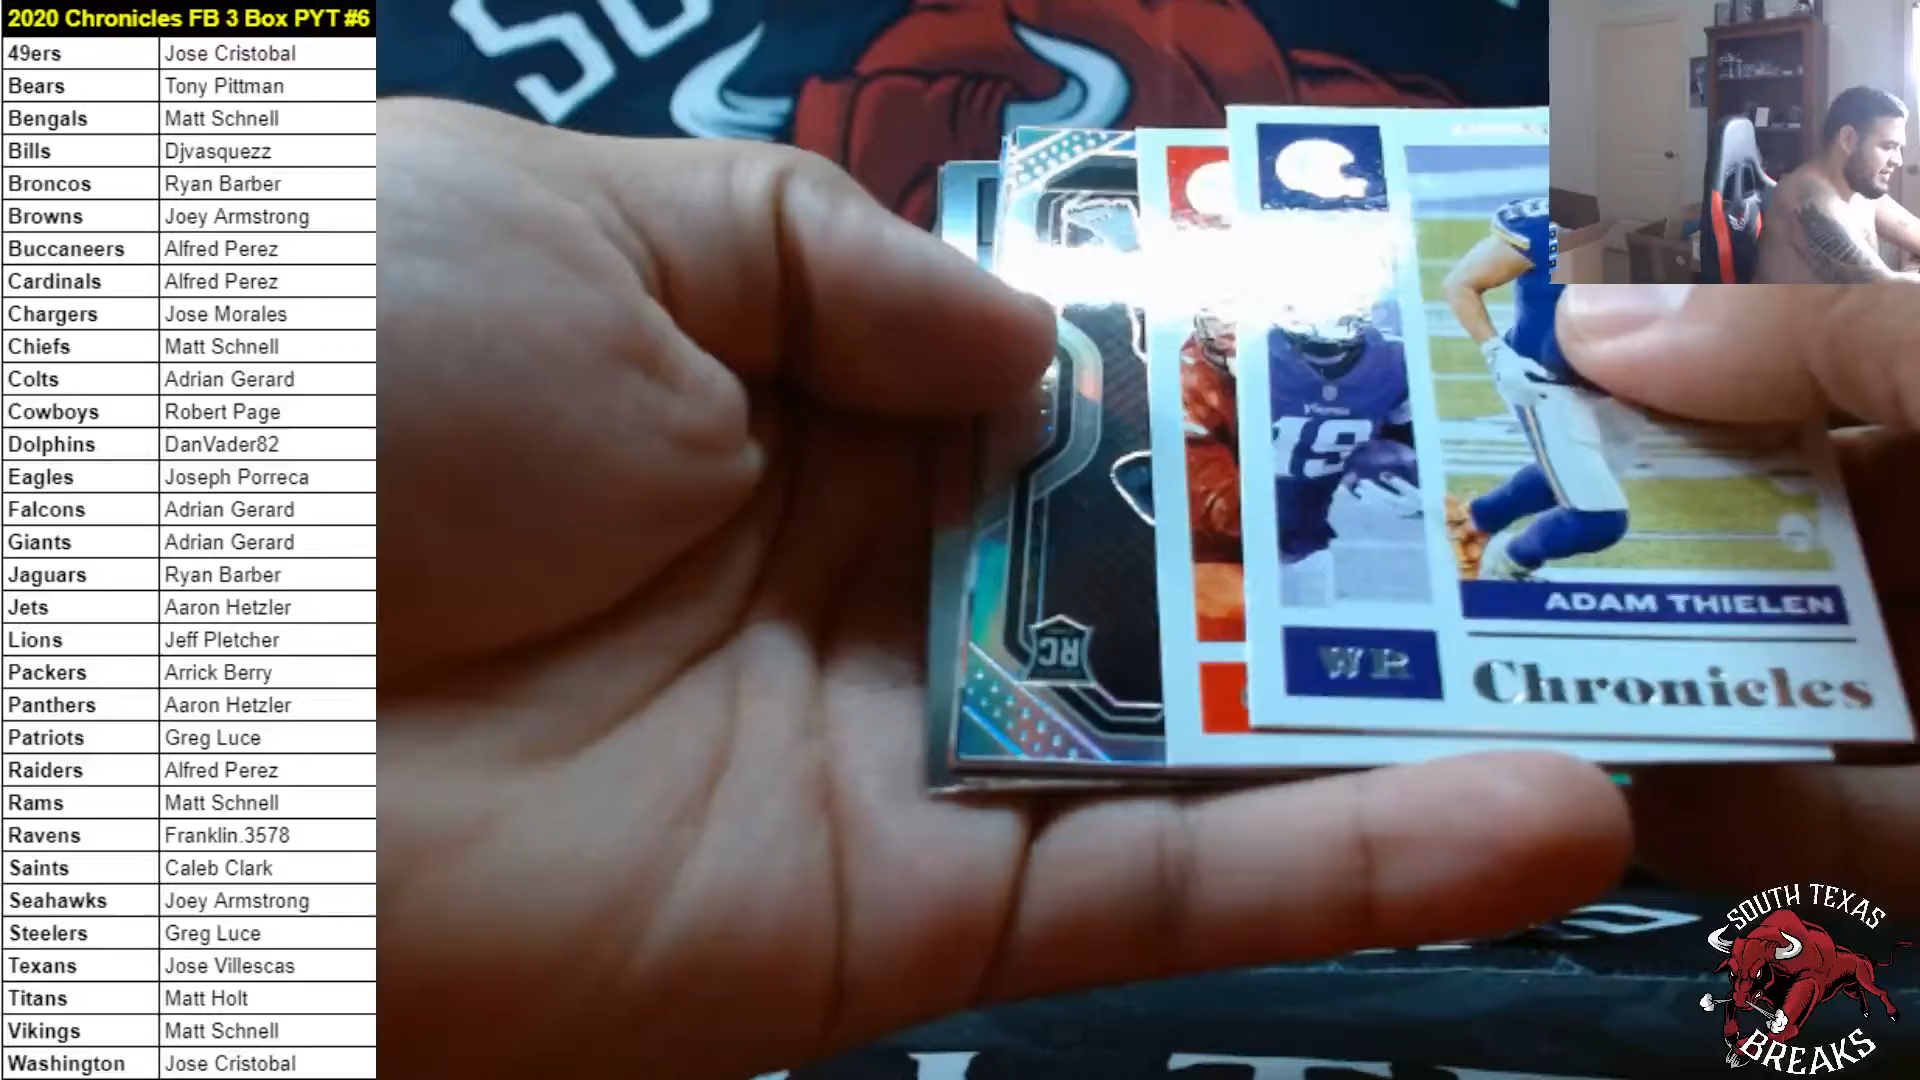 2020 Chronicles FB 3 Box PYT #6
49ers Jose Cristobal
Bears Tony Pittman
Bengals Matt Schnell
Bills Djvasquezz
Broncos Ryan Barber
Browns Joey Armstrong
Buccaneers Alfred Perez
Cardinals Alfred Perez
Chargers Jose Morales
Chiefs Matt Schnell
Colts Adrian Gerard
Cowboys Robert Page
Dolphins DanVader82
Eagles Joseph Porreca
Falcons Adrian Gerard
Giants Adrian Gerard
Jaguars Ryan Barber
Jets Aaron Hetzler
Lions Jeff Pletcher
Packers Arrick Berry
Panthers Aaron Hetzler
Patriots Greg Luce
Raiders Alfred Perez
Rams Matt Schnell
Ravens Franklin.3578
Saints Caleb Clark
Seahawks Joey Armstrong
Steelers Greg Luce
Texans Jose Villescas
Titans Matt Holt
Vikings Matt Schnell
Washington Jose Cristobal
19
RC
ADAM THIELEN
WR
Chronicles
SOUTH TEXAS
BREAKS